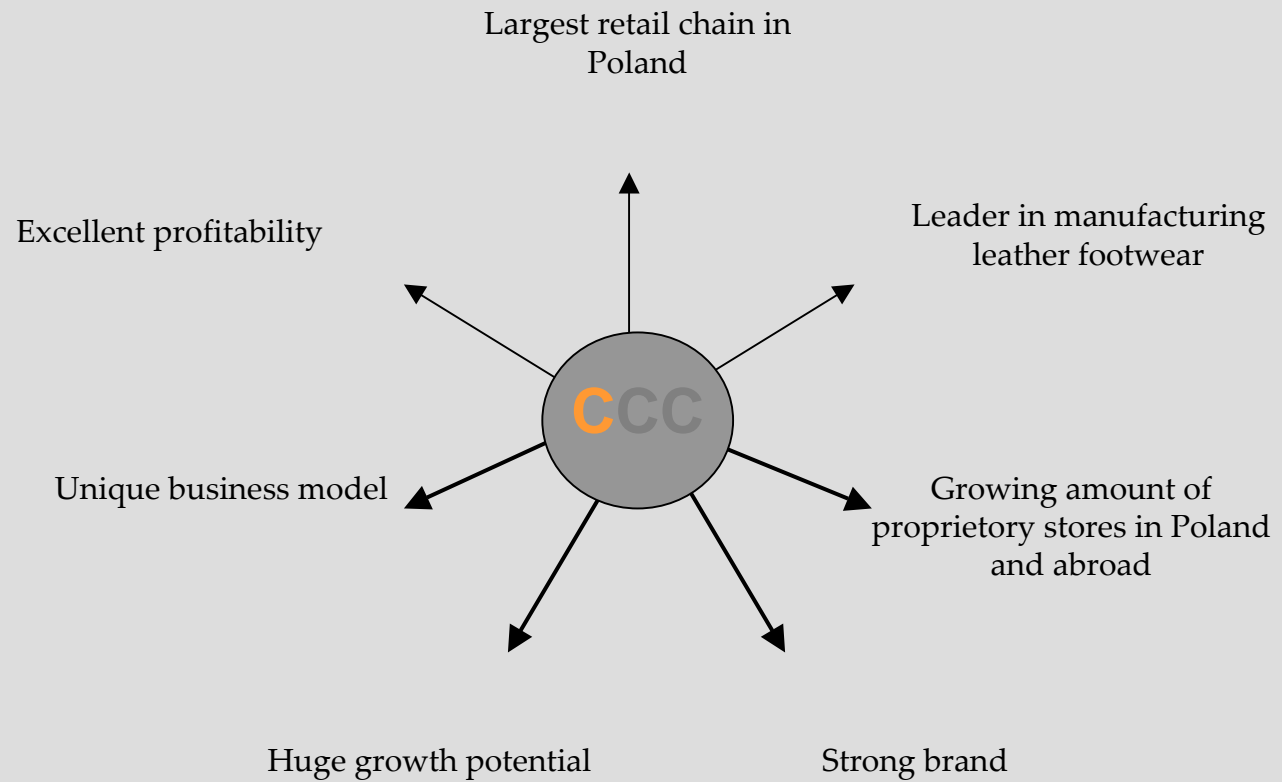 Largest retail chain in
Poland
Excellent profitability
Leader in manufacturing
leather footwear
CCC
Unique business model
Growing amount of
proprietory stores in Poland
and abroad
Huge growth potential
Strong brand